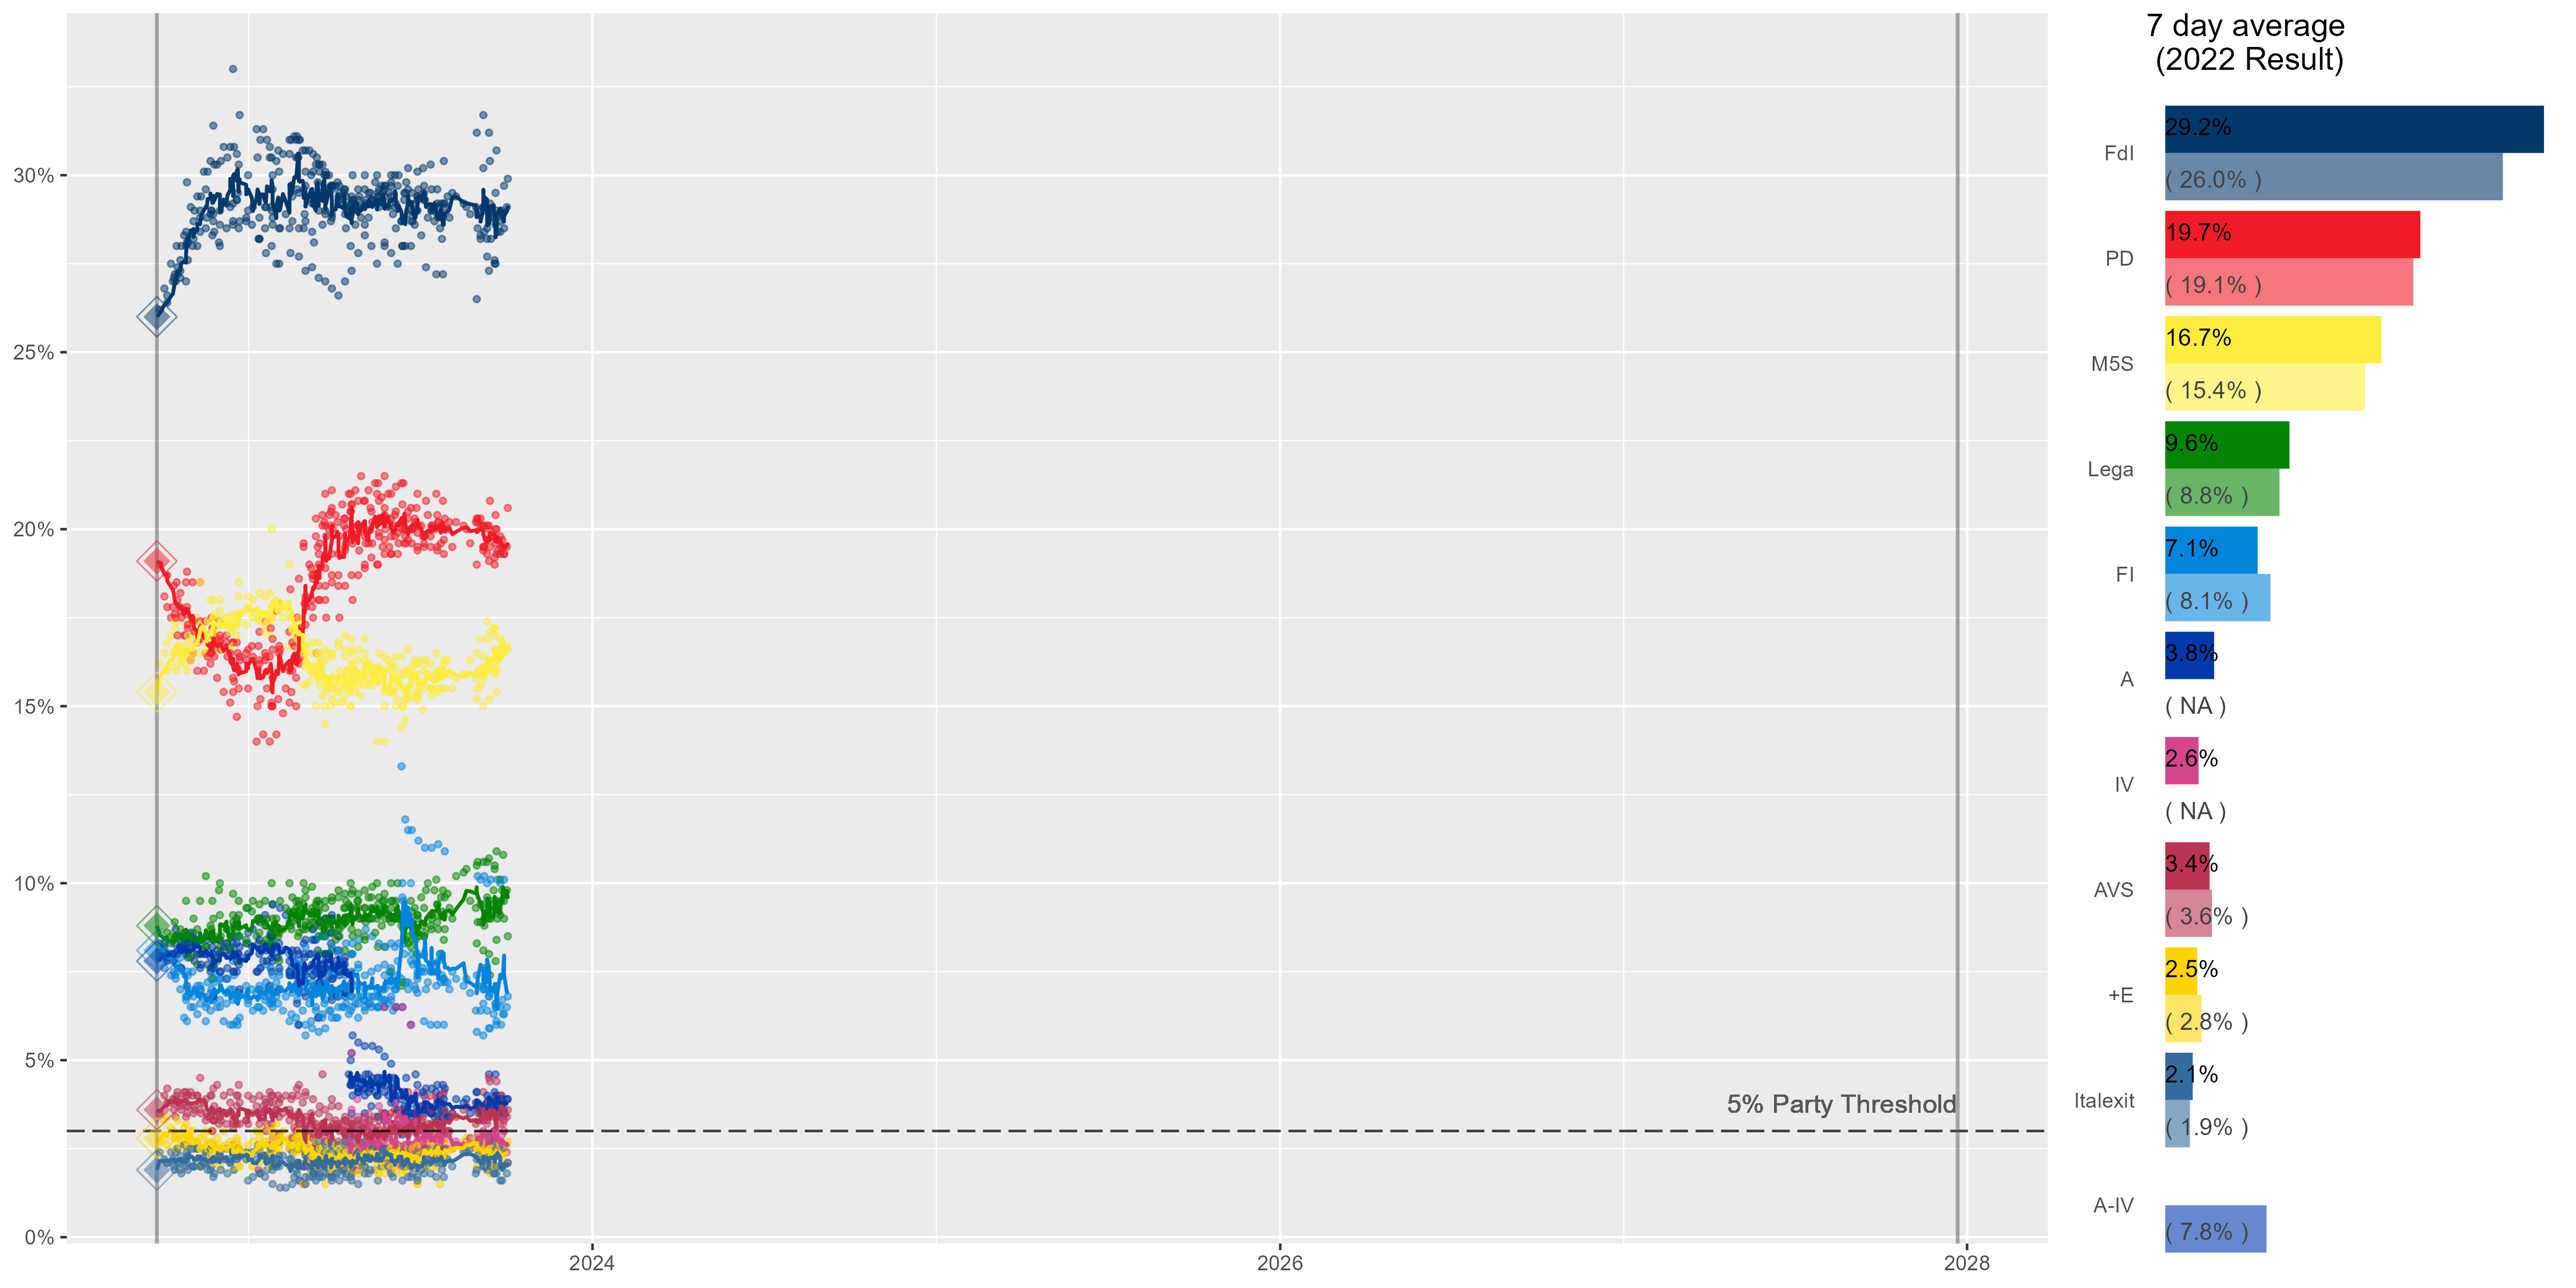 7 day average
(2022 Result)
30%
25%
20%
15%
10%
5%
0%
2024
2026
2028
5% Party Threshold
FdI
29.2%
( 26.0% )
PD
19.7%
( 19.1% )
M5S
16.7%
( 15.4% )
Lega
9.6%
( 8.8% )
FI
7.1%
( 8.1% )
A
3.8%
( NA )
IV
2.6%
( NA )
AVS
3.4%
( 3.6% )
+E
2.5%
( 2.8% )
Italexit
2.1%
( 1.9% )
A-IV
( 7.8% )